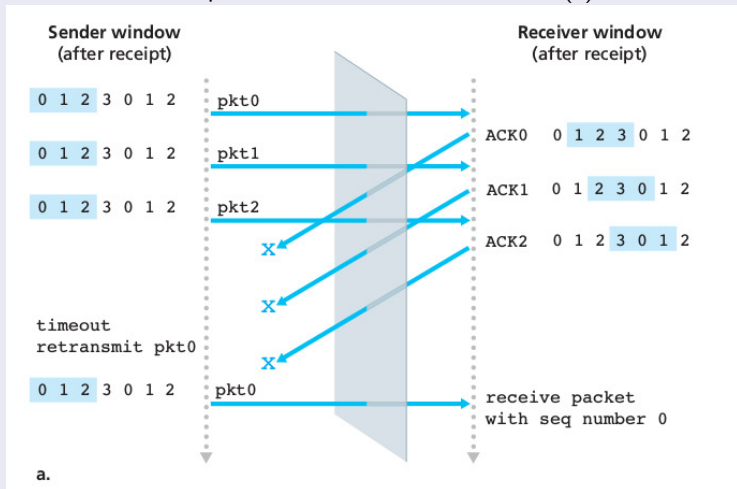 Sender window
(after receipt)
Receiver window
(after receipt)
0 1 2 3 0 1 2
pkt0
ACK0 0 1 2 3 0 1 2
0 1 2 3 0 1 2
pkt1
ACK1 0 1 2 3 0 1 2
0 1 2 3 0 1 2
pkt2
ACK2 0 1 2 3 0 1 2
X
X
X
timeout
retransmit pkt0
0 1 2 3 0 1 2
pkt0
receive packet
with seq number 0
a.